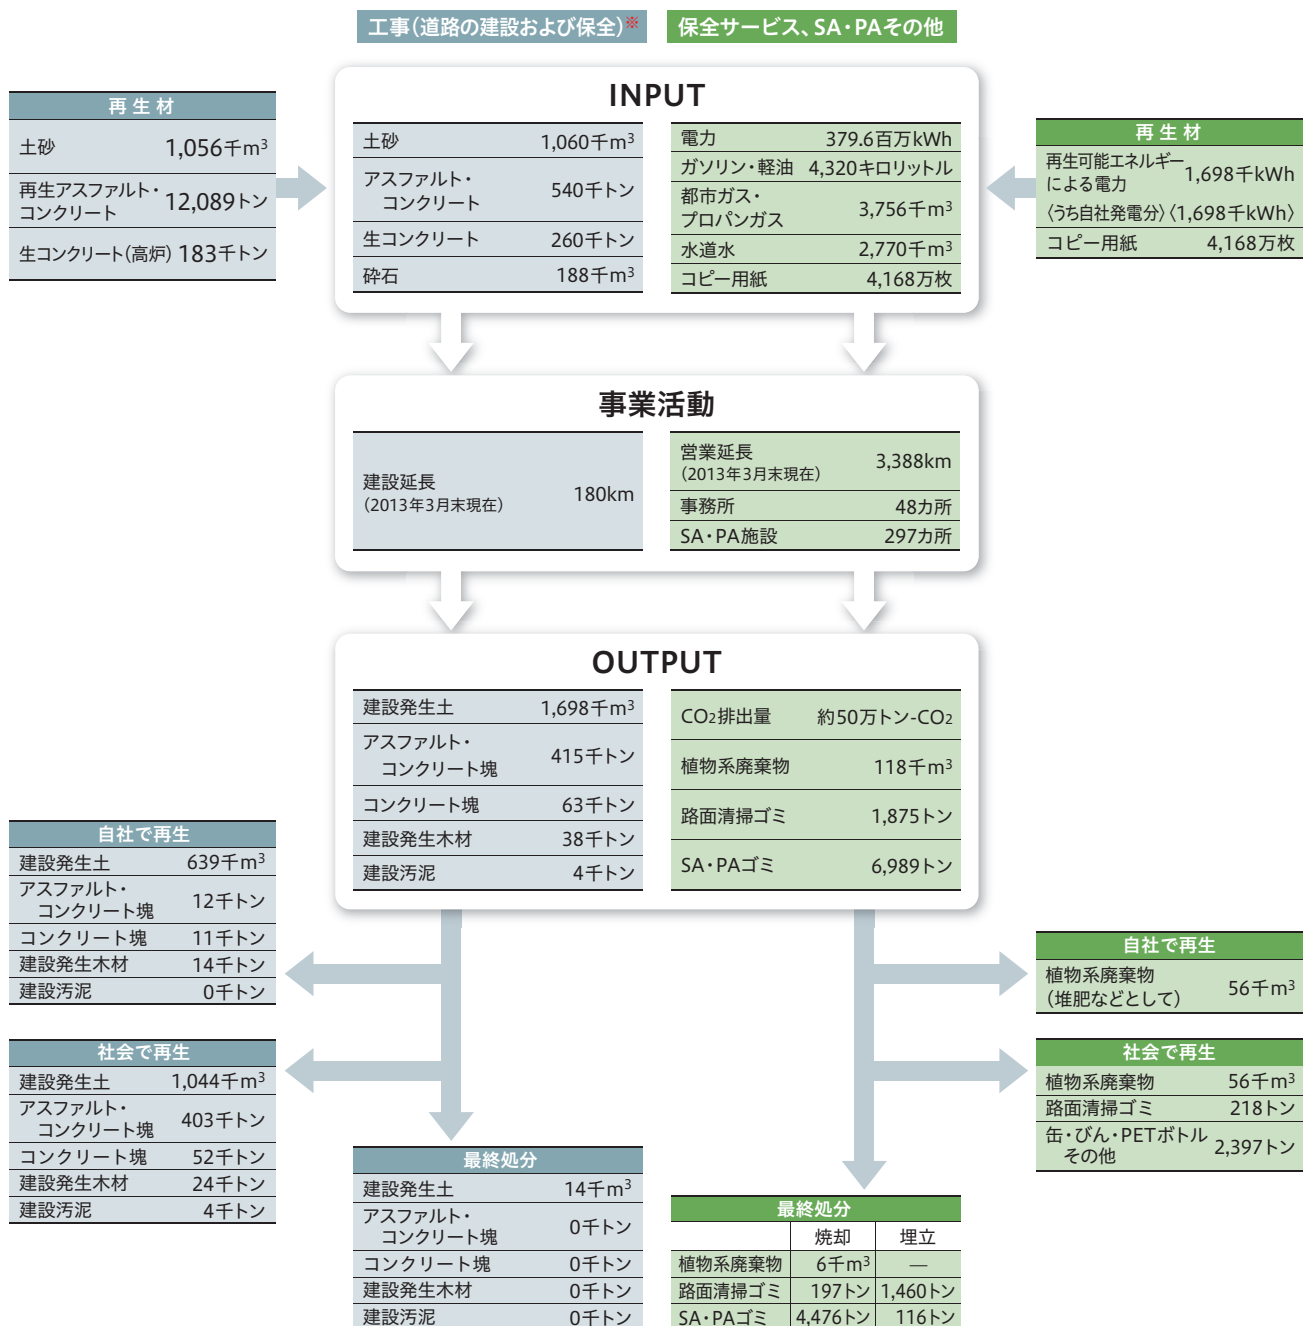 工事(道路の建設および保全)※
保全サービス、SA・PAその他
再生材
土砂 1,056千m³
再生アスファルト・
コンクリート 12,089トン
生コンクリート(高炉) 183千トン
INPUT
土砂 1,060千m³
アスファルト・
コンクリート 540千トン
生コンクリート 260千トン
砕石 188千m³
電力 379.6百万kWh
ガソリン・軽油 4,320キロリットル
都市ガス・
プロパンガス 3,756千m³
水道水 2,770千m³
コピー用紙 4,168万枚
再生材
再生可能エネルギー
による電力 1,698千kWh
〈うち自社発電分〉〈1,698千kWh〉
コピー用紙 4,168万枚
事業活動
建設延長
(2013年3月末現在) 180km
営業延長
(2013年3月末現在) 3,388km
事務所 48カ所
SA・PA施設 297カ所
OUTPUT
建設発生土 1,698千m³
アスファルト・
コンクリート塊 415千トン
コンクリート塊 63千トン
建設発生木材 38千トン
建設汚泥 4千トン
CO₂排出量 約50万トン-CO₂
植物系廃棄物 118千m³
路面清掃ゴミ 1,875トン
SA・PAゴミ 6,989トン
自社で再生
建設発生土 639千m³
アスファルト・
コンクリート塊 12千トン
コンクリート塊 11千トン
建設発生木材 14千トン
建設汚泥 0千トン
社会で再生
建設発生土 1,044千m³
アスファルト・
コンクリート塊 403千トン
コンクリート塊 52千トン
建設発生木材 24千トン
建設汚泥 4千トン
最終処分
建設発生土 14千m³
アスファルト・
コンクリート塊 0千トン
コンクリート塊 0千トン
建設発生木材 0千トン
建設汚泥 0千トン
自社で再生
植物系廃棄物
(堆肥などとして) 56千m³
社会で再生
植物系廃棄物 56千m³
路面清掃ゴミ 218トン
缶・びん・PETボトル
その他 2,397トン
最終処分
焼却 埋立
植物系廃棄物 6千m³ —
路面清掃ゴミ 197トン 1,460トン
SA・PAゴミ 4,476トン 116トン